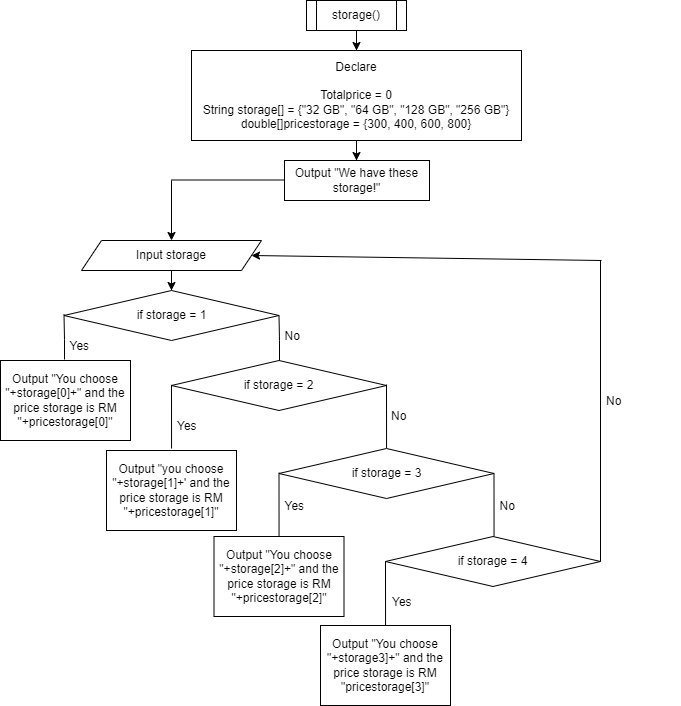 storage()
Declare
Totalprice = 0
String storage[] = {"32 GB", "64 GB", "128 GB", "256 GB"}
double[]pricestorage = {300, 400, 600, 800}
Output "We have these
storage!"
Input storage
if storage = 1
Yes
No
Output "You choose
"+storage[0]+" and the
price storage is RM
"+pricestorage[0]"
if storage = 2
Yes
No
Output "you choose
"+storage[1]+' and the
price storage is RM
"+pricestorage[1]"
if storage = 3
Yes
No
Output "You choose
"+storage[2]+" and the
price storage is RM
"+pricestorage[2]"
if storage = 4
No
Yes
Output "You choose
"+storage3]+" and the
price storage is RM
"pricestorage[3]"